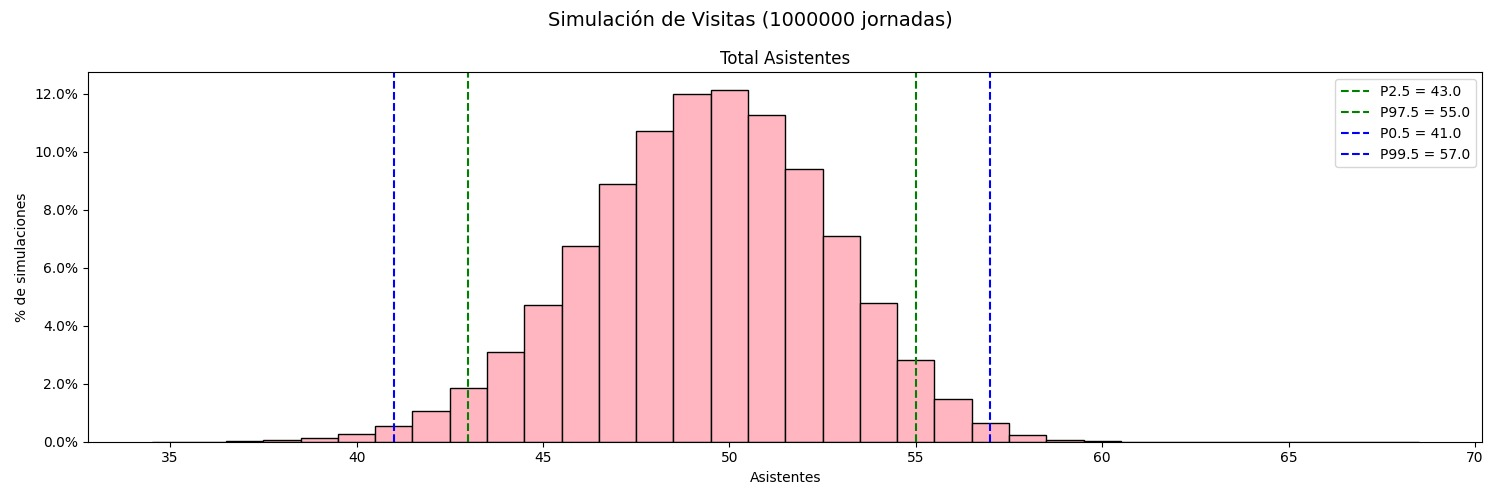 Simulación de Visitas (1000000 jornadas)
Total Asistentes
P2.5 = 43.0
P97.5 = 55.0
P0.5 = 41.0
P99.5 = 57.0
% de simulaciones
12.0%
10.0%
8.0%
6.0%
4.0%
2.0%
0.0%
35 40 45 50 55 60 65 70
Asistentes